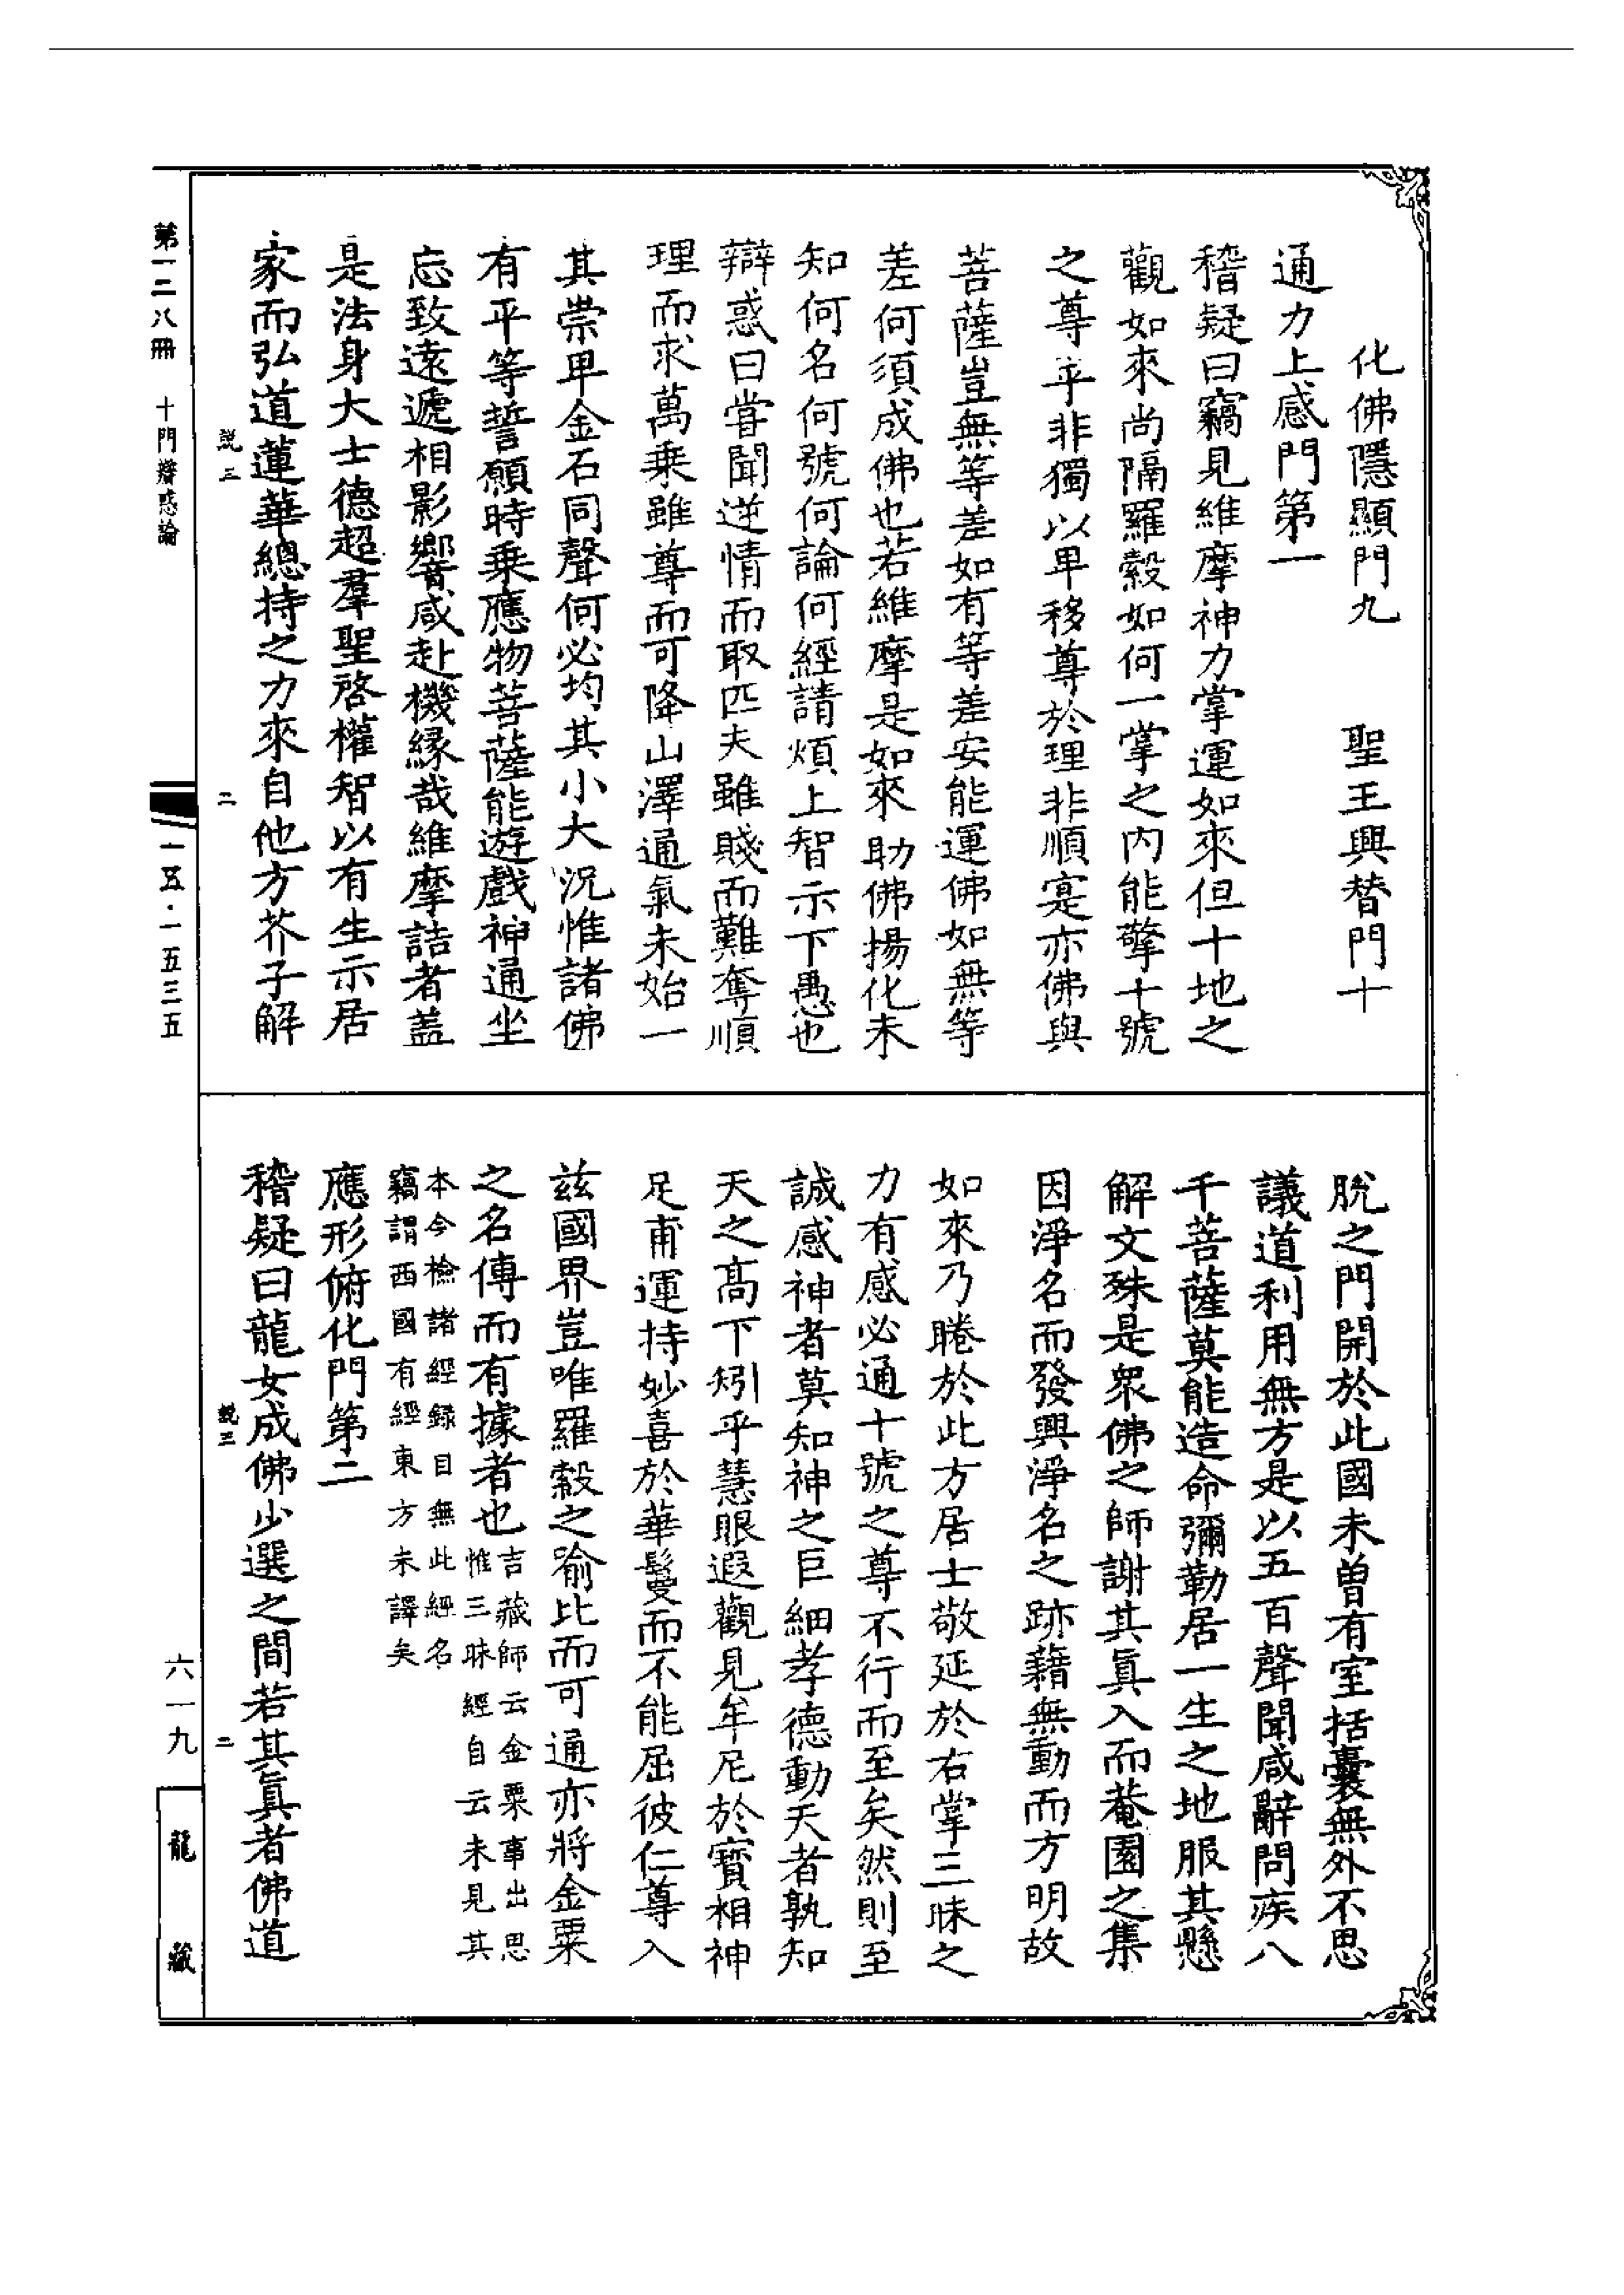 化佛隱顯門九　聖王興替門十
通力上感門第一
稽疑曰竊見維摩神力掌運如來但十地之
觀如來尚隔羅縠如何一掌之内能擎十號
之尊乎非獨以卑移尊於理非順寔亦佛與
菩薩豈無等差如有等差安能運佛如無等
差何須成佛也若維摩是如來助佛揚化未
知何名何號何論何經請煩上智示下愚也
辯惑曰嘗聞逆情而取匹夫雖賤而難奪順
理而求萬乗雖尊而可降山澤通氣未始一
其崇卑金石同聲何必均其小大況惟諸佛
有平等誓願時乗應物菩薩能遊戲神通坐
忘致遠遞相影響咸赴機縁哉維摩詰者蓋
是法身大士德超羣聖啓權智以有生示居
家而弘道蓮華總持之力來自他方芥子解
説三
二
第一二八冊　十門辯惑論
一五·一五三五
脫之門開於此國未曽有室括囊無外不思
議道利用無方是以五百聲聞咸辭問疾八
千菩薩莫能造命彌勒居一生之地服其懸
解文殊是衆佛之師謝其眞入而菴園之集
因淨名而發興淨名之跡藉無動而方明故
如來乃睠於此方居士敬延於右掌三昧之
力有感必通十號之尊不行而至矣然則至
誠感神者莫知神之巨細孝德動天者孰知
天之髙下矧乎慧眼遐觀見牟尼於寳相神
足甫運持妙喜於華鬘而不能屈彼仁尊入
兹國界豈唯羅縠之喻比而可通亦將金粟
之名傳而有據者也吉藏師云金粟事出思
惟三昧經自云未見其
本今檢諸經録目無此經名
竊謂西國有經東方未譯矣
應形俯化門第二
稽疑曰龍女成佛少選之間若其眞者佛道
説三
二
六一九
龍藏